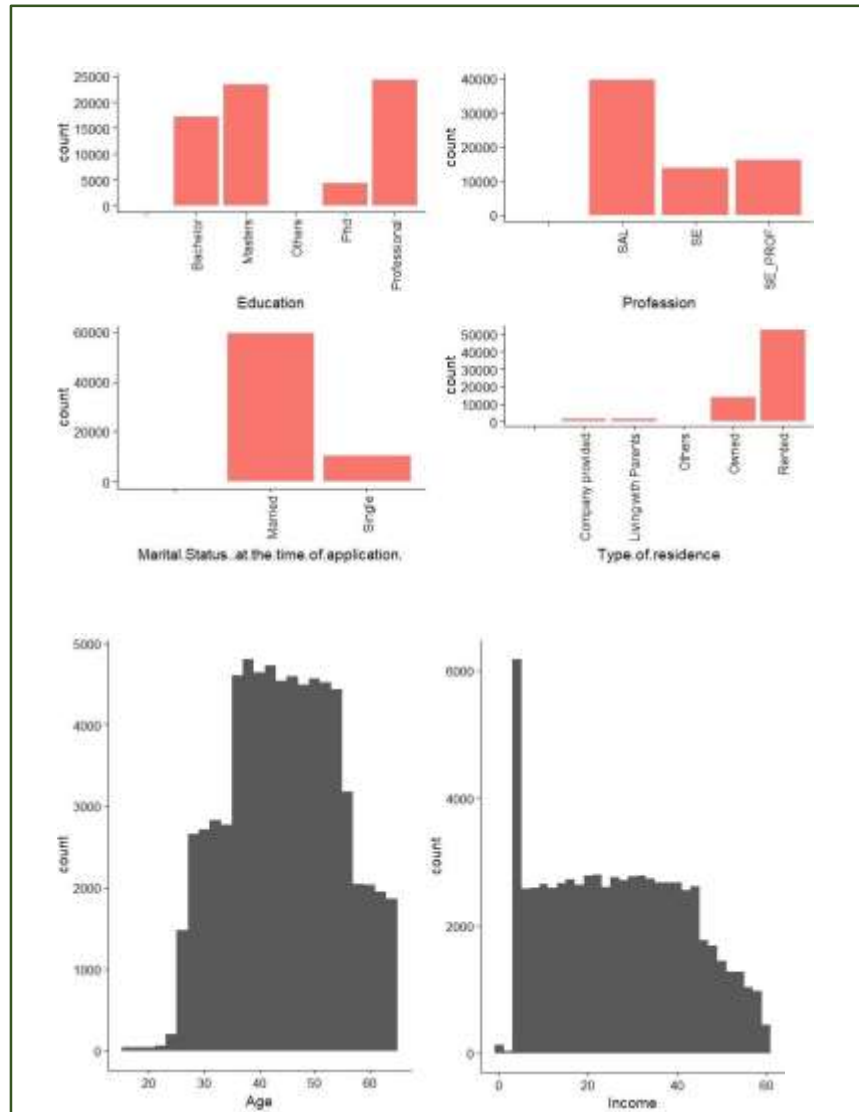 25000
20000
15000
10000
5000
0
count
Bachelor
Masters
Others
Phd
Professional
Education
40000
30000
20000
10000
0
count
SAL
SE
SE_PROF
Profession
60000
40000
20000
0
count
Married
Single
Marital.Status..at.the.time.of.application.
50000
40000
30000
20000
10000
0
count
Company provided
Living with Parents
Others
Owned
Rented
Type.of.residence
5000
4000
3000
2000
1000
0
count
20
30
40
50
60
Age
6000
4000
2000
0
count
0
20
40
60
Income